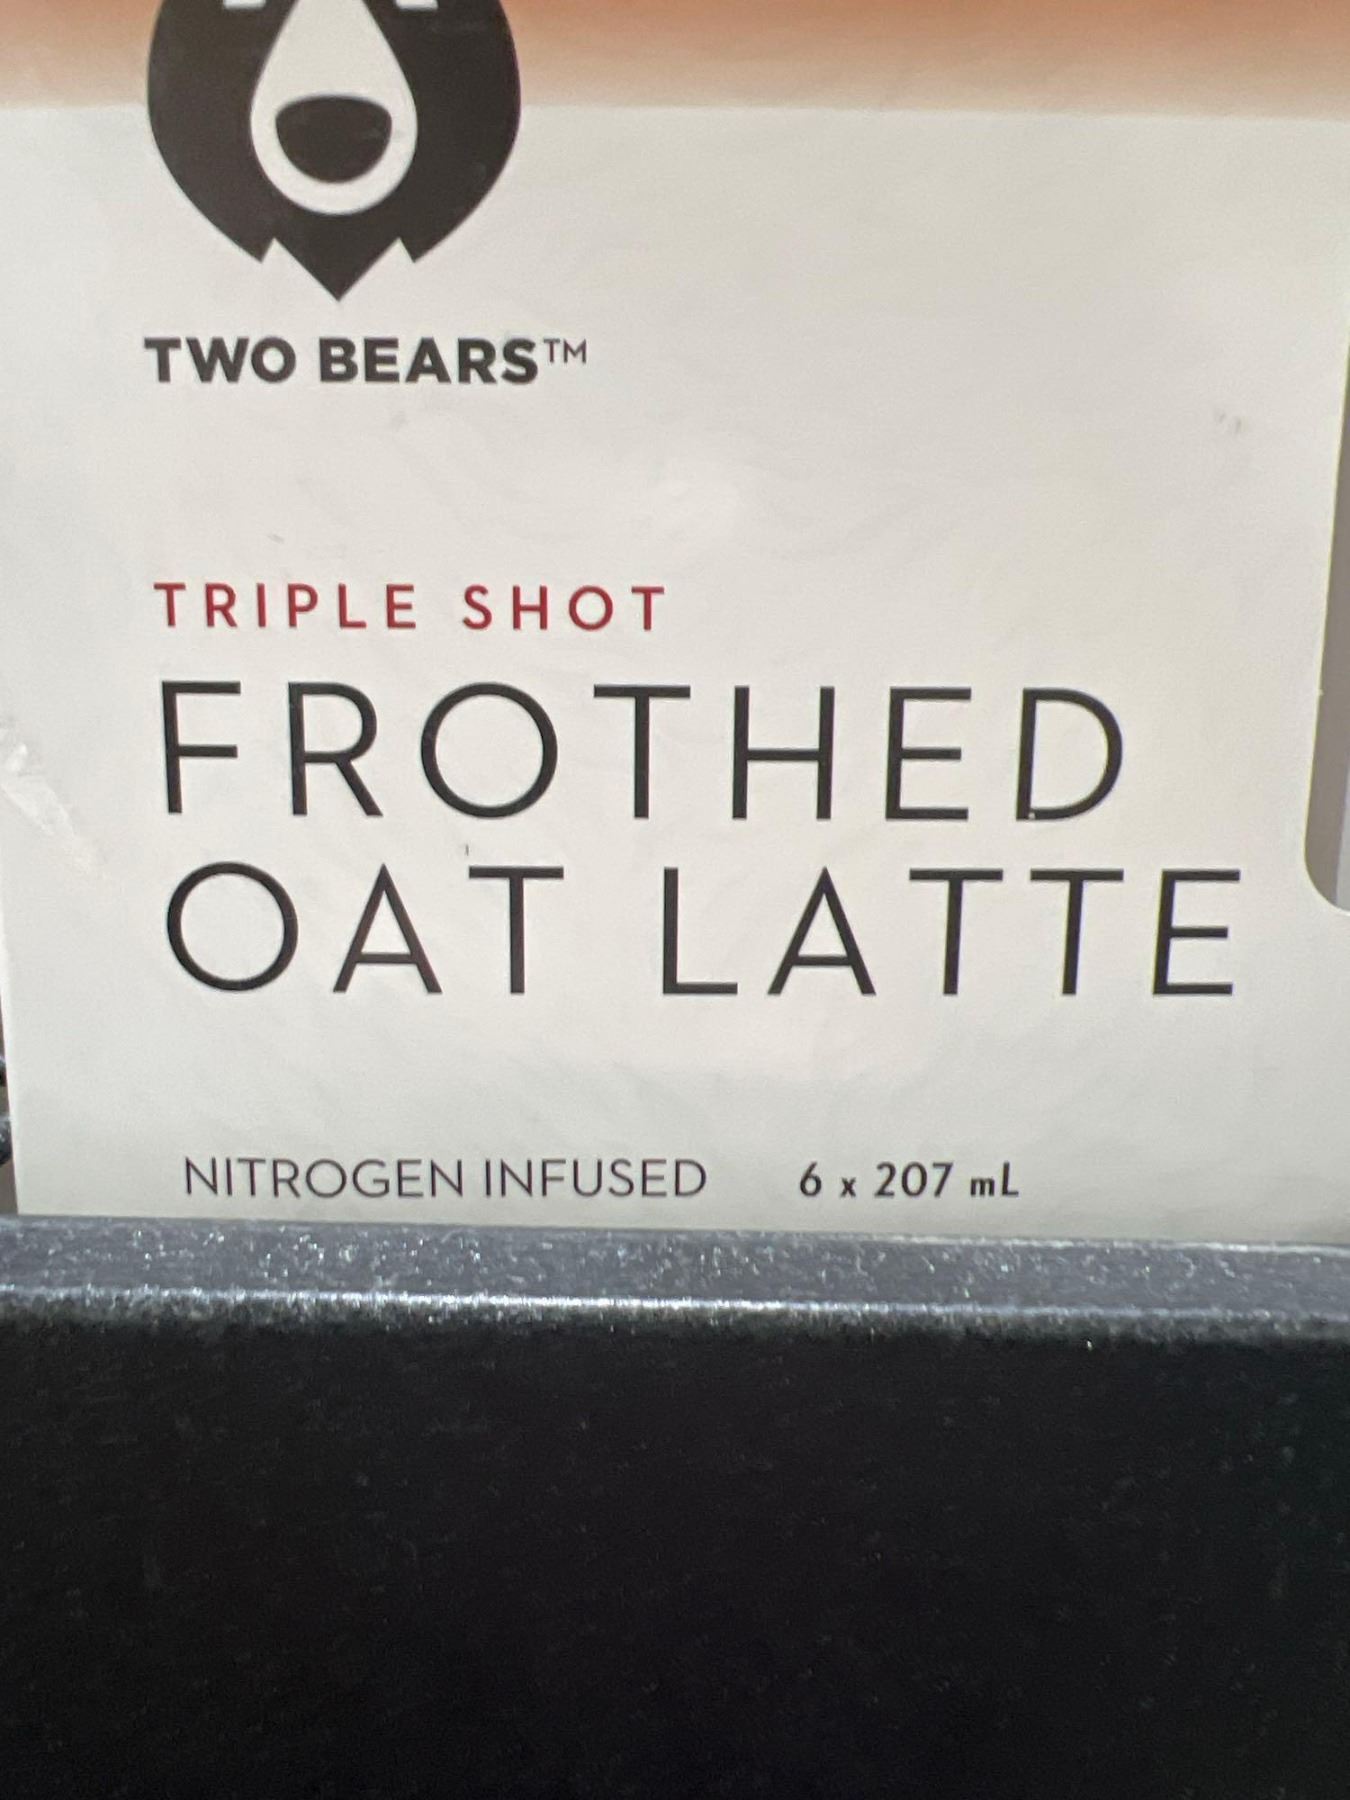 TWO BEARS™
TRIPLE SHOT
FROTHED
OAT LATTE
NITROGEN INFUSED 6 x 207 mL